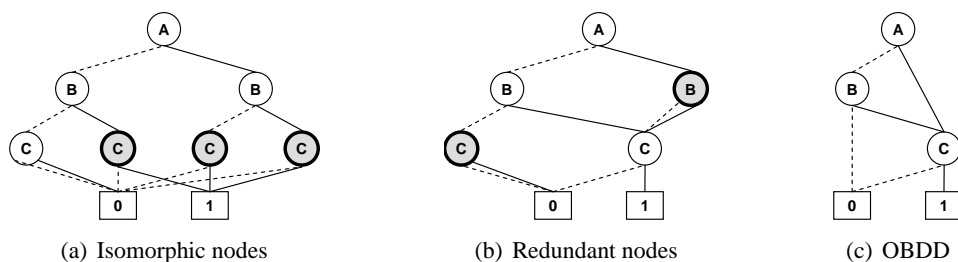 A A A
B B B B B
C C C C C C C
0 1 0 1 0 1
(a) Isomorphic nodes (b) Redundant nodes (c) OBDD